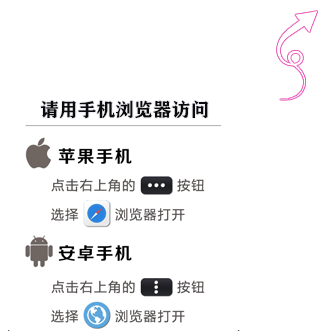 请用手机浏览器访问
苹果手机
点击右上角的 按钮
选择 浏览器打开
安卓手机
点击右上角的 按钮
选择 浏览器打开